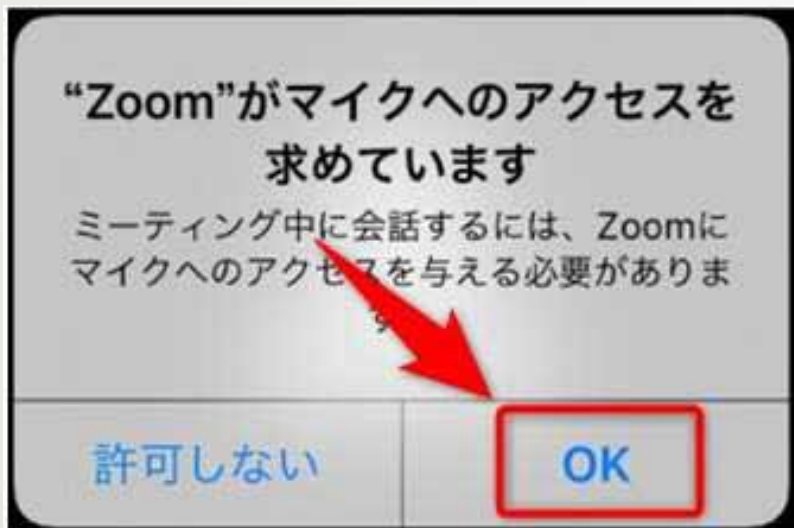 “Zoom”がマイクへのアクセスを
求めています
ミーティング中に会話するには、Zoomに
マイクへのアクセスを与える必要がありま
す
許可しない
OK